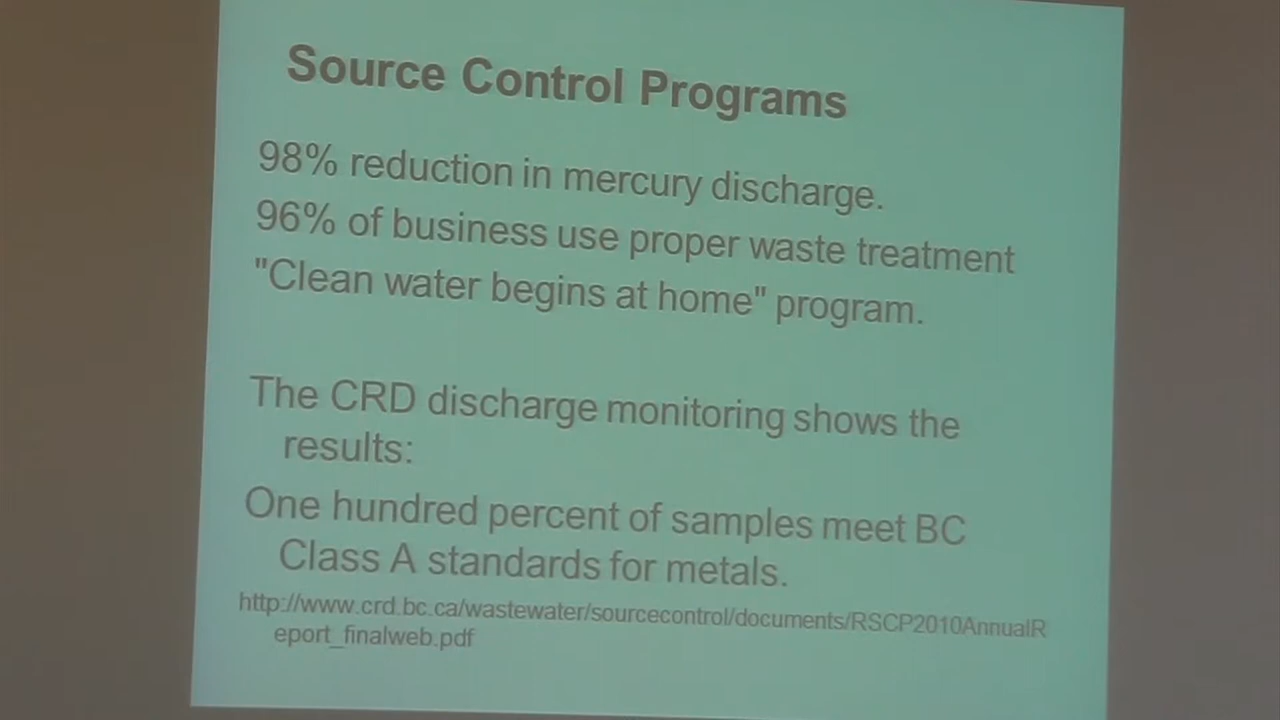 Source Control Programs
98% reduction in mercury discharge.
96% of business use proper waste treatment
"Clean water begins at home" program.
The CRD discharge monitoring shows the
results:
One hundred percent of samples meet BC
Class A standards for metals.
http://www.crd.bc.ca/wastewater/sourcecontrol/documents/RSCP2010AnnualR
eport_finalweb.pdf